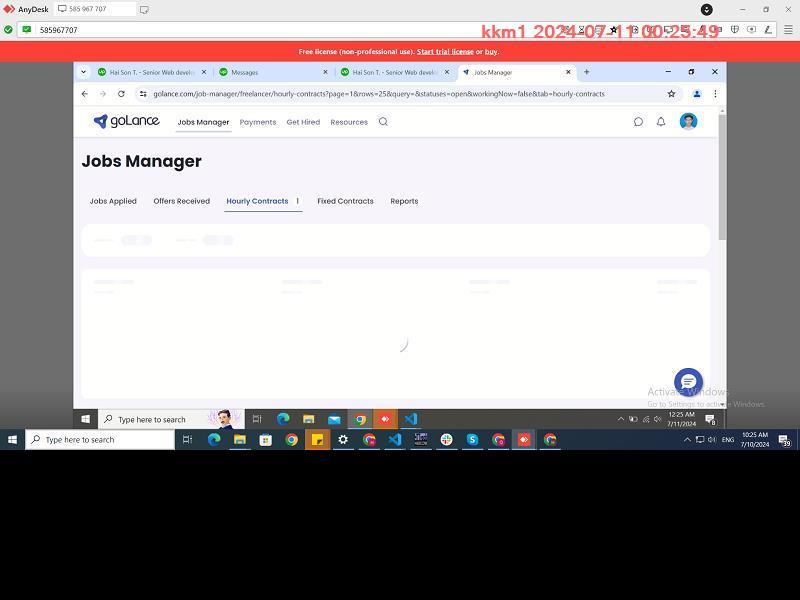 AnyDesk
585 967 707
585967707
kkm1 2024-07-11 00:25:49
Free license (non-professional use). Start trial license or buy.
Hai Son T. - Senior Web develo
Messages
Hai Son T. - Senior Web develo
Jobs Manager
golance.com/job-manager/freelancer/hourly-contracts?page=1&rows=25&query=&statuses=open&workingNow=false&tab=hourly-contracts
goLance
Jobs Manager
Payments
Get Hired
Resources
Jobs Manager
Jobs Applied
Offers Received
Hourly Contracts 1
Fixed Contracts
Reports
Activate Windows
Go to Settings to activate Windows.
Type here to search
12:25 AM
7/11/2024
Type here to search
ENG
10:25 AM
7/10/2024
39